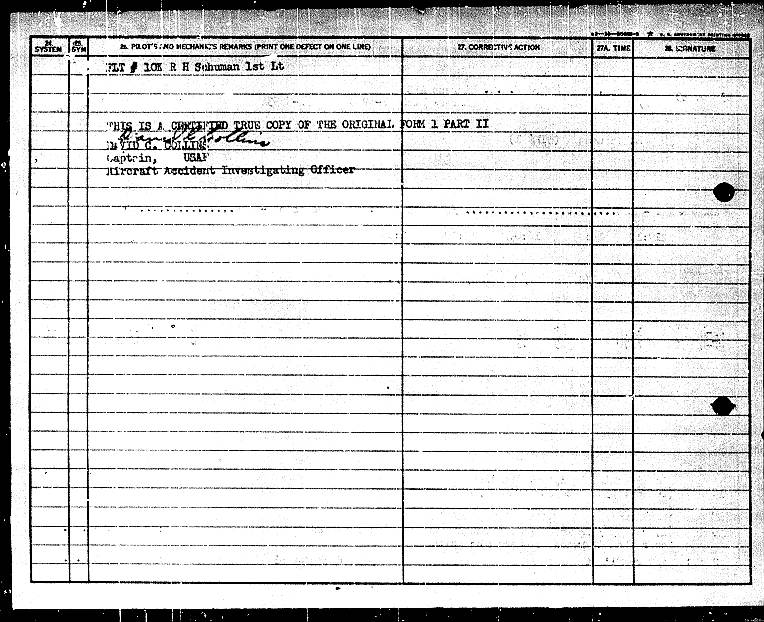 24. SYSTEM 25. SYM 26. PILOT'S AND MECHANIC'S REMARKS (PRINT ONE DEFECT ON ONE LINE) 27. CORRECTIVE ACTION 27A. TIME 28. SIGNATURE
FLT # 1OK R H Schuman 1st Lt
THIS IS A CERTIFIED TRUE COPY OF THE ORIGINAL FORM 1 PART II
David C Collins
DAVID C. COLLINS
Captain, USAF
Aircraft Accident Investigating Officer